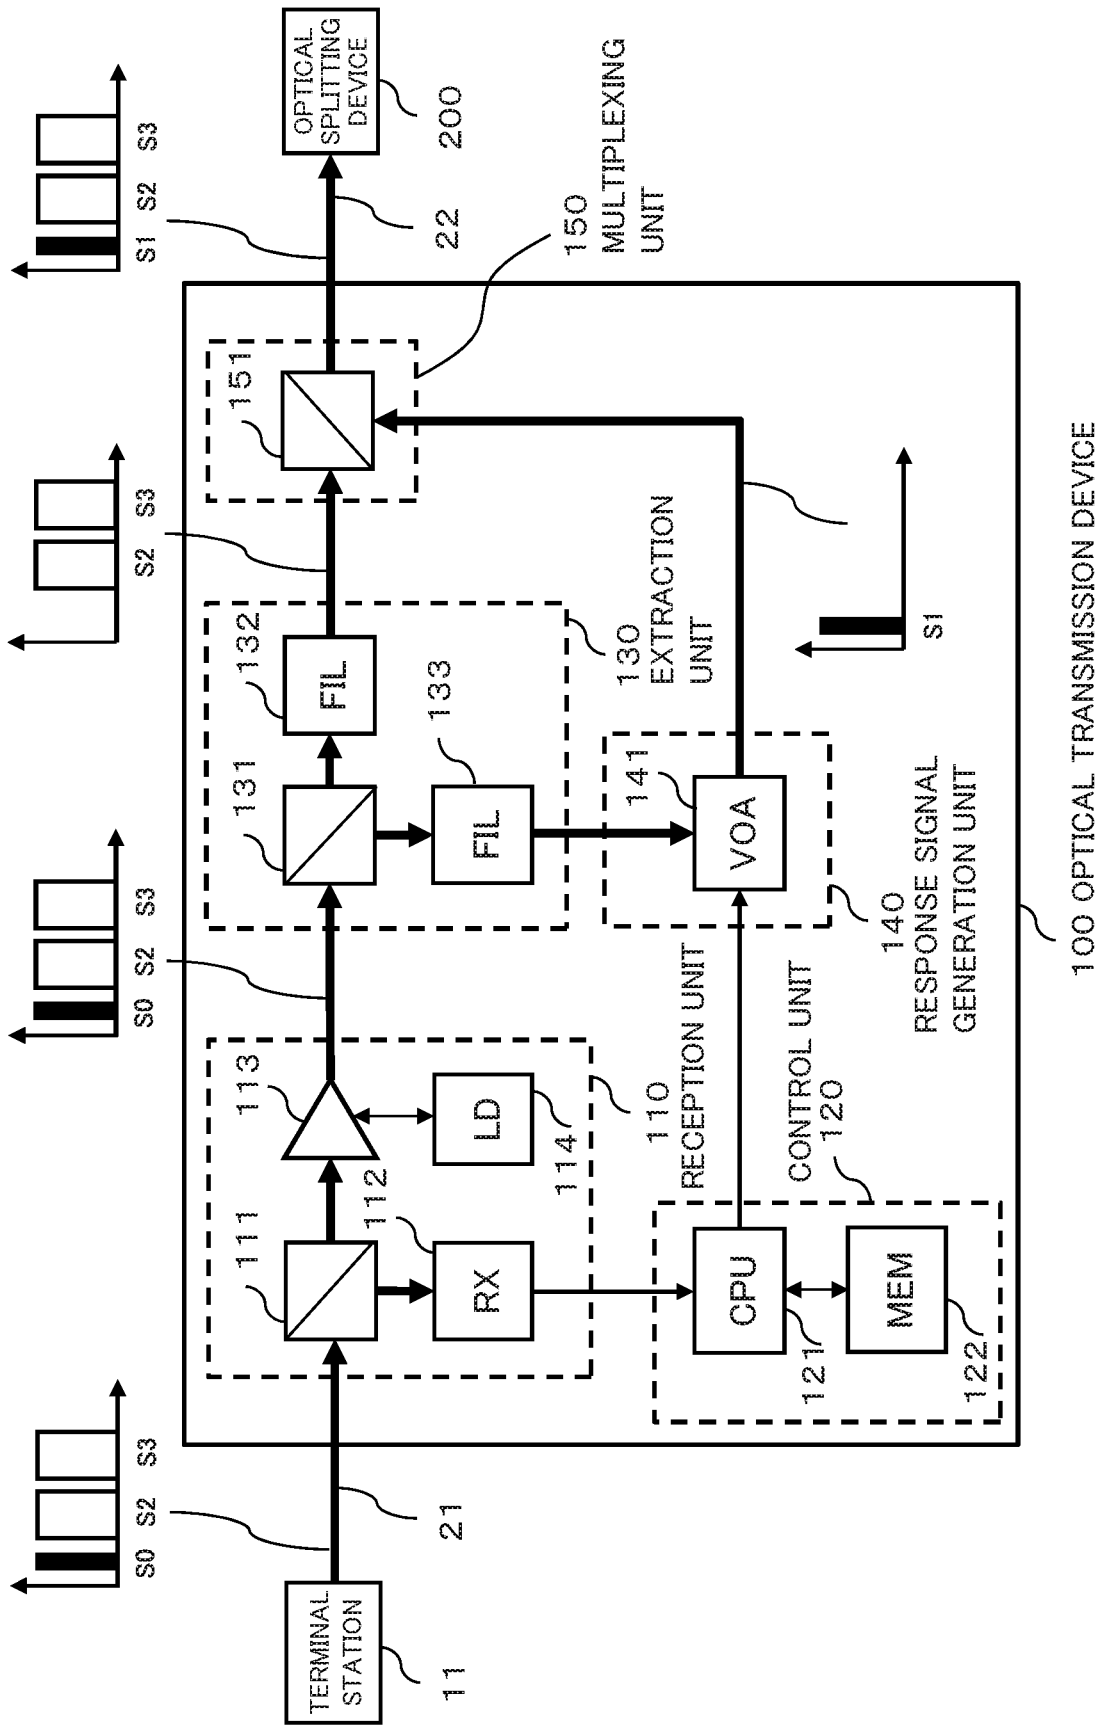 S0
S2
S3
S0
S2
S3
S2
S3
S1
S2
S3
TERMINAL
STATION
11
21
111
112
RX
113
LD
114
110
RECEPTION UNIT
131
132
FIL
133
FIL
130
EXTRACTION
UNIT
151
150
MULTIPLEXING
UNIT
22
OPTICAL
SPLITTING
DEVICE
200
CPU
121
MEM
122
CONTROL UNIT
120
141
VOA
140
RESPONSE SIGNAL
GENERATION UNIT
S1
100 OPTICAL TRANSMISSION DEVICE